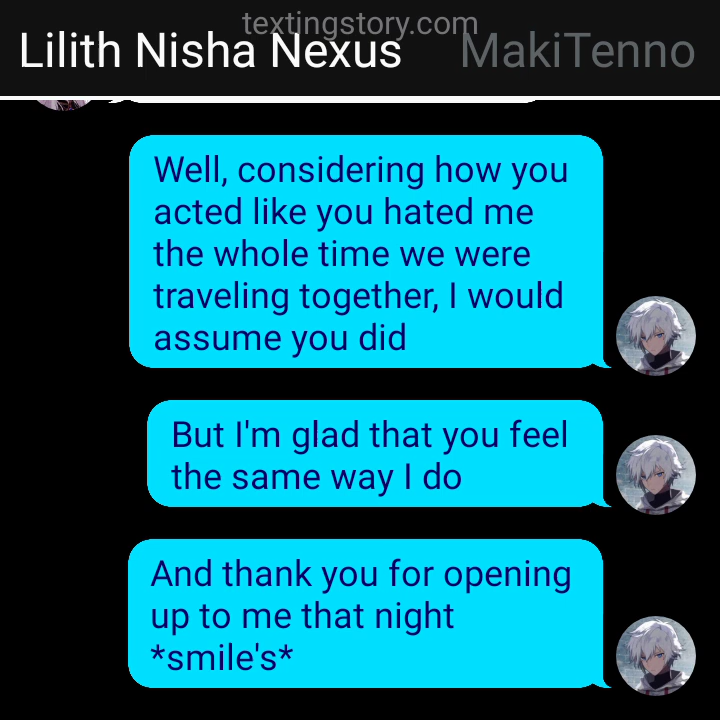 textingstory.com
Lilith Nisha Nexus MakiTenno
Well, considering how you
acted like you hated me
the whole time we were
traveling together, I would
assume you did
But I'm glad that you feel
the same way I do
And thank you for opening
up to me that night
*smile's*